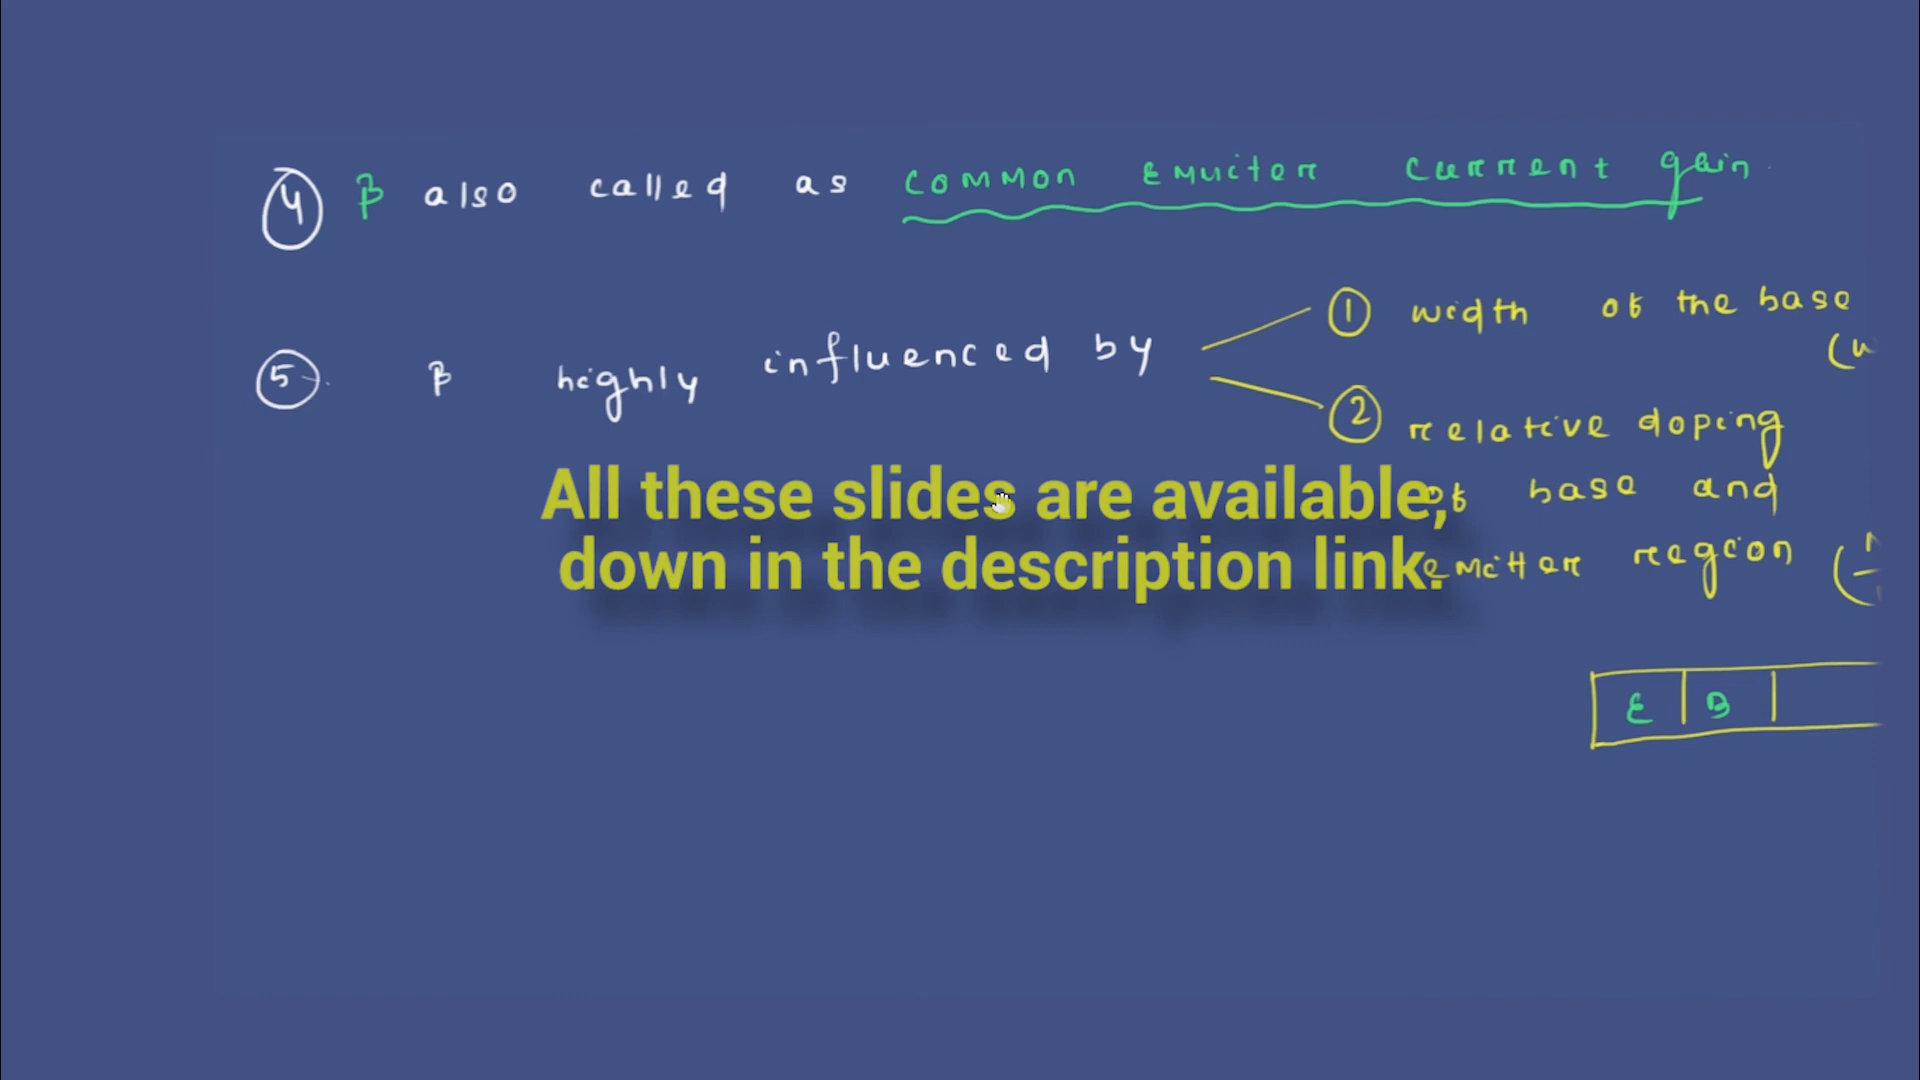 4 β also called as common Emitter current gain
5 β highly influenced by
1 width of the base
(w
2 relative doping
of base and
emitter region (
All these slides are available,
down in the description link.
E B